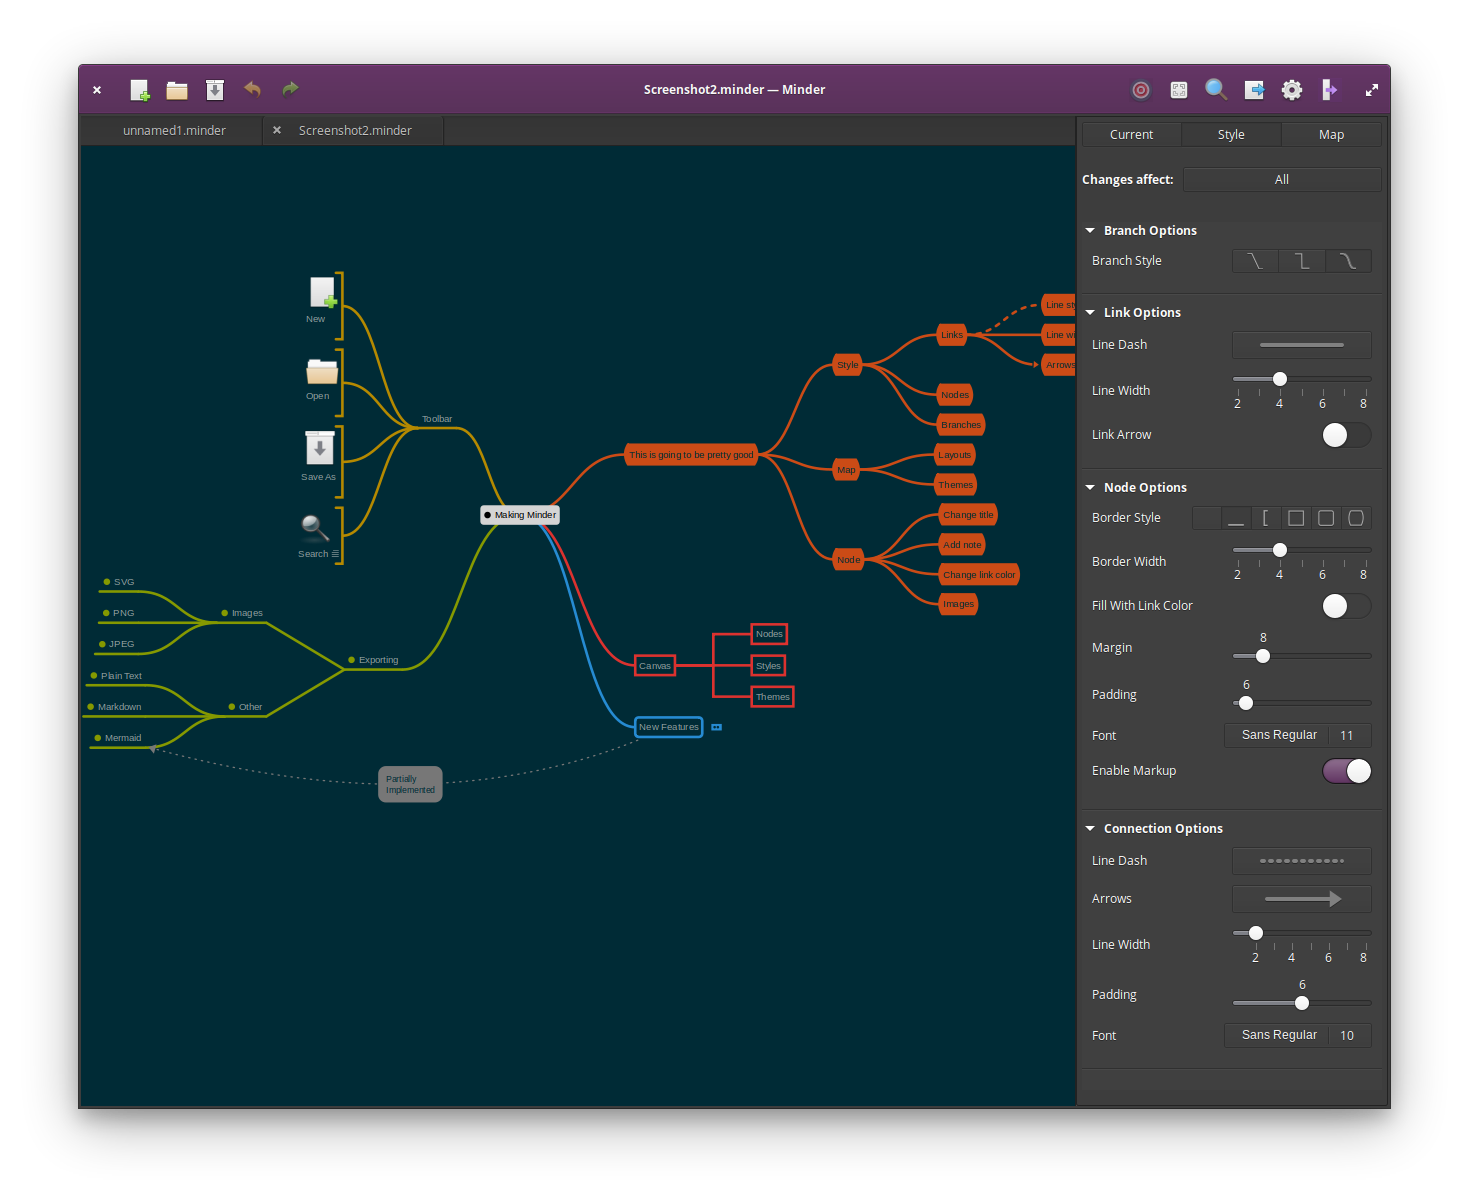 Screenshot2.minder — Minder
unnamed1.minder
Screenshot2.minder
Current
Style
Map
Changes affect:
All
Branch Options
Branch Style
Link Options
Line Dash
Line Width
2 4 6 8
Link Arrow
Node Options
Border Style
Border Width
2 4 6 8
Fill With Link Color
Margin
8
Padding
6
Font
Sans Regular 11
Enable Markup
Connection Options
Line Dash
Arrows
Line Width
2 4 6 8
Padding
6
Font
Sans Regular 10
New
Open
Save As
Search
Toolbar
Making Minder
SVG
PNG
JPEG
Images
Plain Text
Markdown
Mermaid
Other
Exporting
Partially
Implemented
This is going to be pretty good
Style
Links
Line
Line
Arrows
Nodes
Branches
Map
Layouts
Themes
Node
Change title
Add note
Change link color
Images
Canvas
Nodes
Styles
Themes
New Features